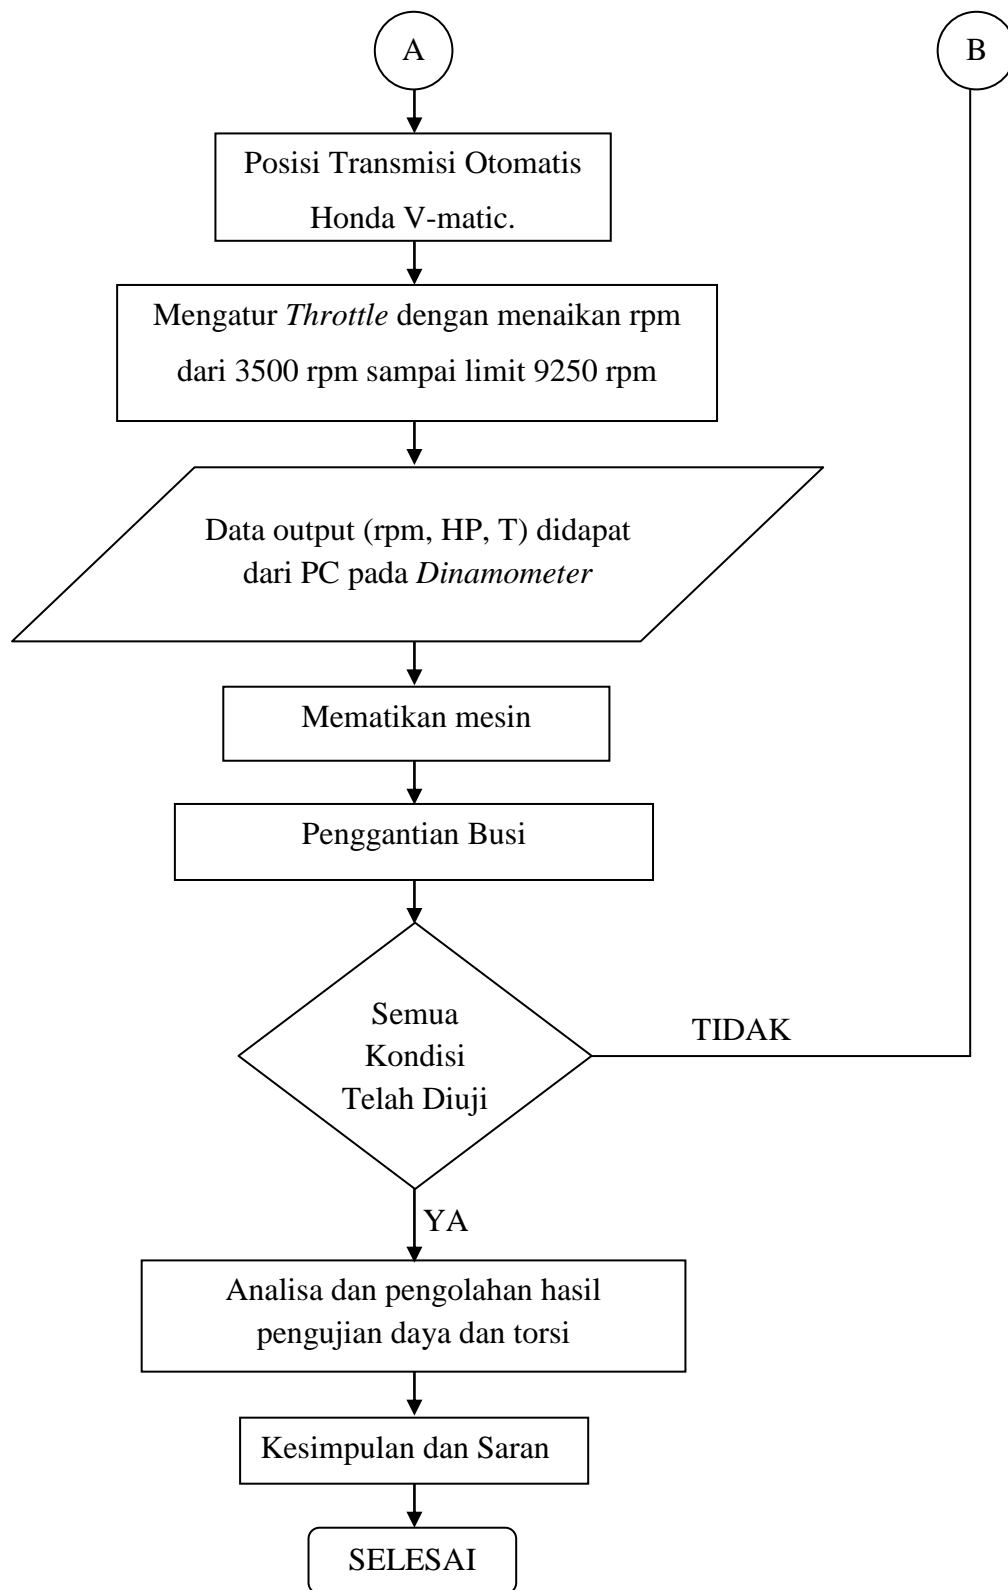 A
B
Posisi Transmisi Otomatis
Honda V-matic.
Mengatur Throttle dengan menaikan rpm
dari 3500 rpm sampai limit 9250 rpm
Data output (rpm, HP, T) didapat
dari PC pada Dinamometer
Mematikan mesin
Penggantian Busi
Semua
Kondisi
Telah Diuji
TIDAK
YA
Analisa dan pengolahan hasil
pengujian daya dan torsi
Kesimpulan dan Saran
SELESAI